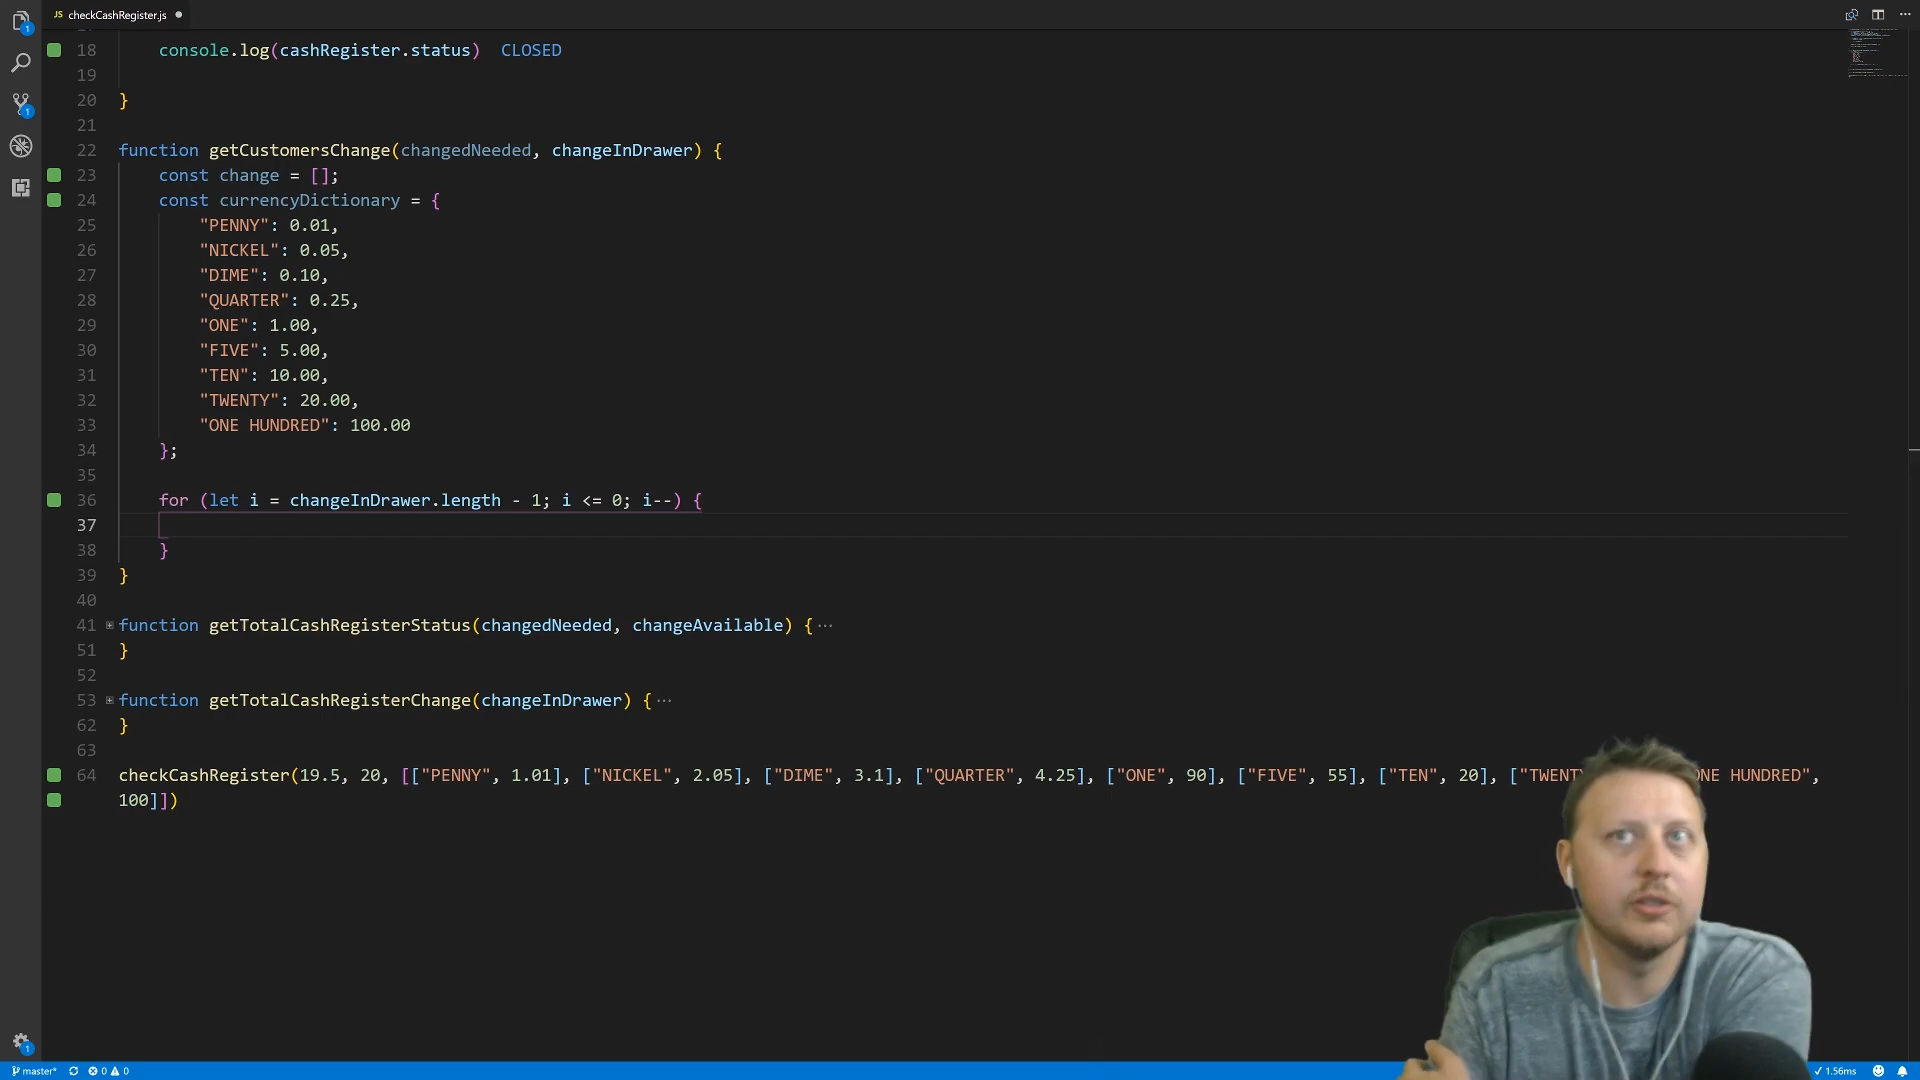 JS checkCashRegister.js
18 console.log(cashRegister.status) CLOSED
19
20 }
21
22 function getCustomersChange(changedNeeded, changeInDrawer) {
23 const change = [];
24 const currencyDictionary = {
25 "PENNY": 0.01,
26 "NICKEL": 0.05,
27 "DIME": 0.10,
28 "QUARTER": 0.25,
29 "ONE": 1.00,
30 "FIVE": 5.00,
31 "TEN": 10.00,
32 "TWENTY": 20.00,
33 "ONE HUNDRED": 100.00
34 };
35
36 for (let i = changeInDrawer.length - 1; i <= 0; i--) {
37
38 }
39 }
40
41 function getTotalCashRegisterStatus(changedNeeded, changeAvailable) {···
51 }
52
53 function getTotalCashRegisterChange(changeInDrawer) {···
62 }
63
64 checkCashRegister(19.5, 20, [["PENNY", 1.01], ["NICKEL", 2.05], ["DIME", 3.1], ["QUARTER", 4.25], ["ONE", 90], ["FIVE", 55], ["TEN", 20], ["TWENT ONE HUNDRED",
100]])
1
1
1
master* 0 0 ✓ 1.56ms